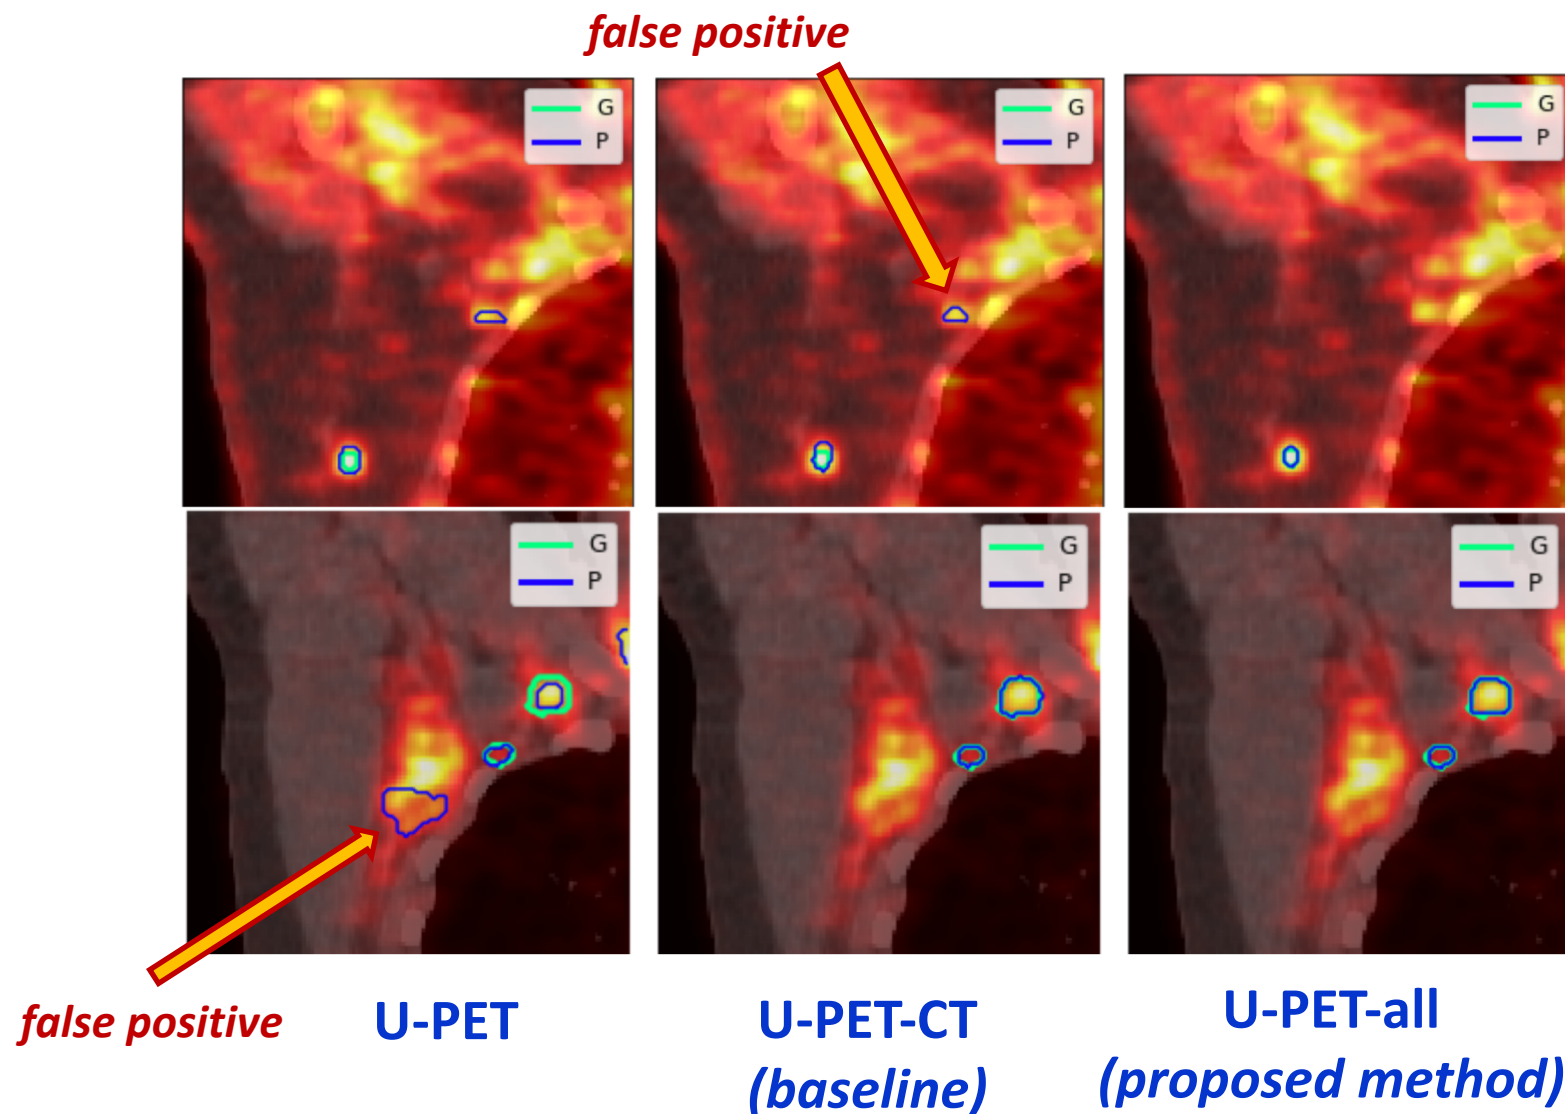 false positive
G
P
G
P
G
P
G
P
G
P
G
P
false positive
U-PET
U-PET-CT
(baseline)
U-PET-all
(proposed method)